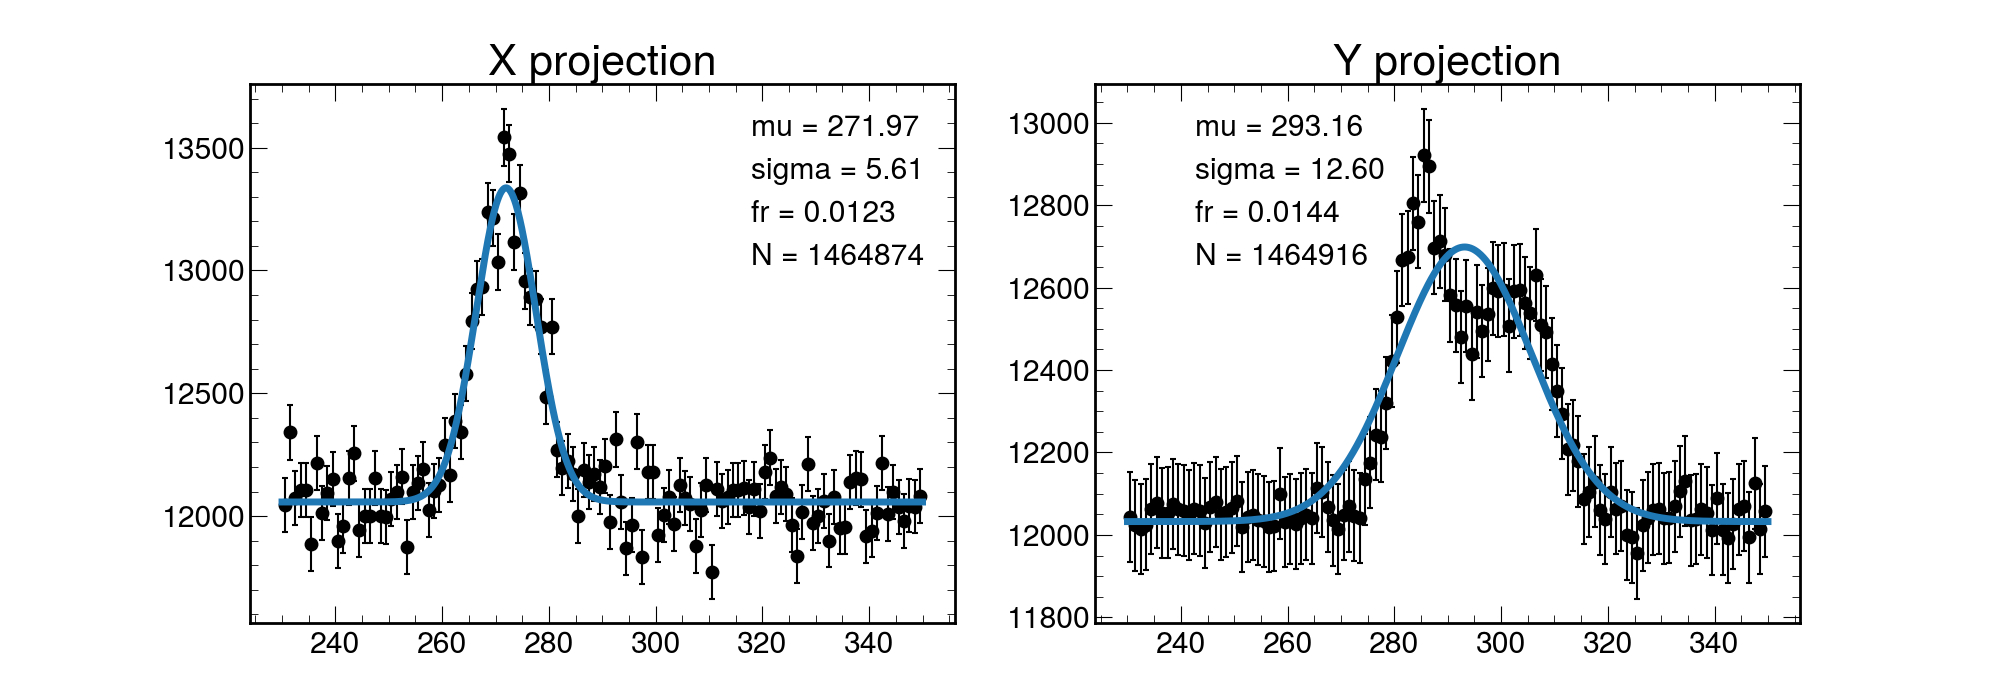 X projection
mu = 271.97
sigma = 5.61
fr = 0.0123
N = 1464874
13500
13000
12500
12000
240 260 280 300 320 340
Y projection
mu = 293.16
sigma = 12.60
fr = 0.0144
N = 1464916
13000
12800
12600
12400
12200
12000
11800
240 260 280 300 320 340